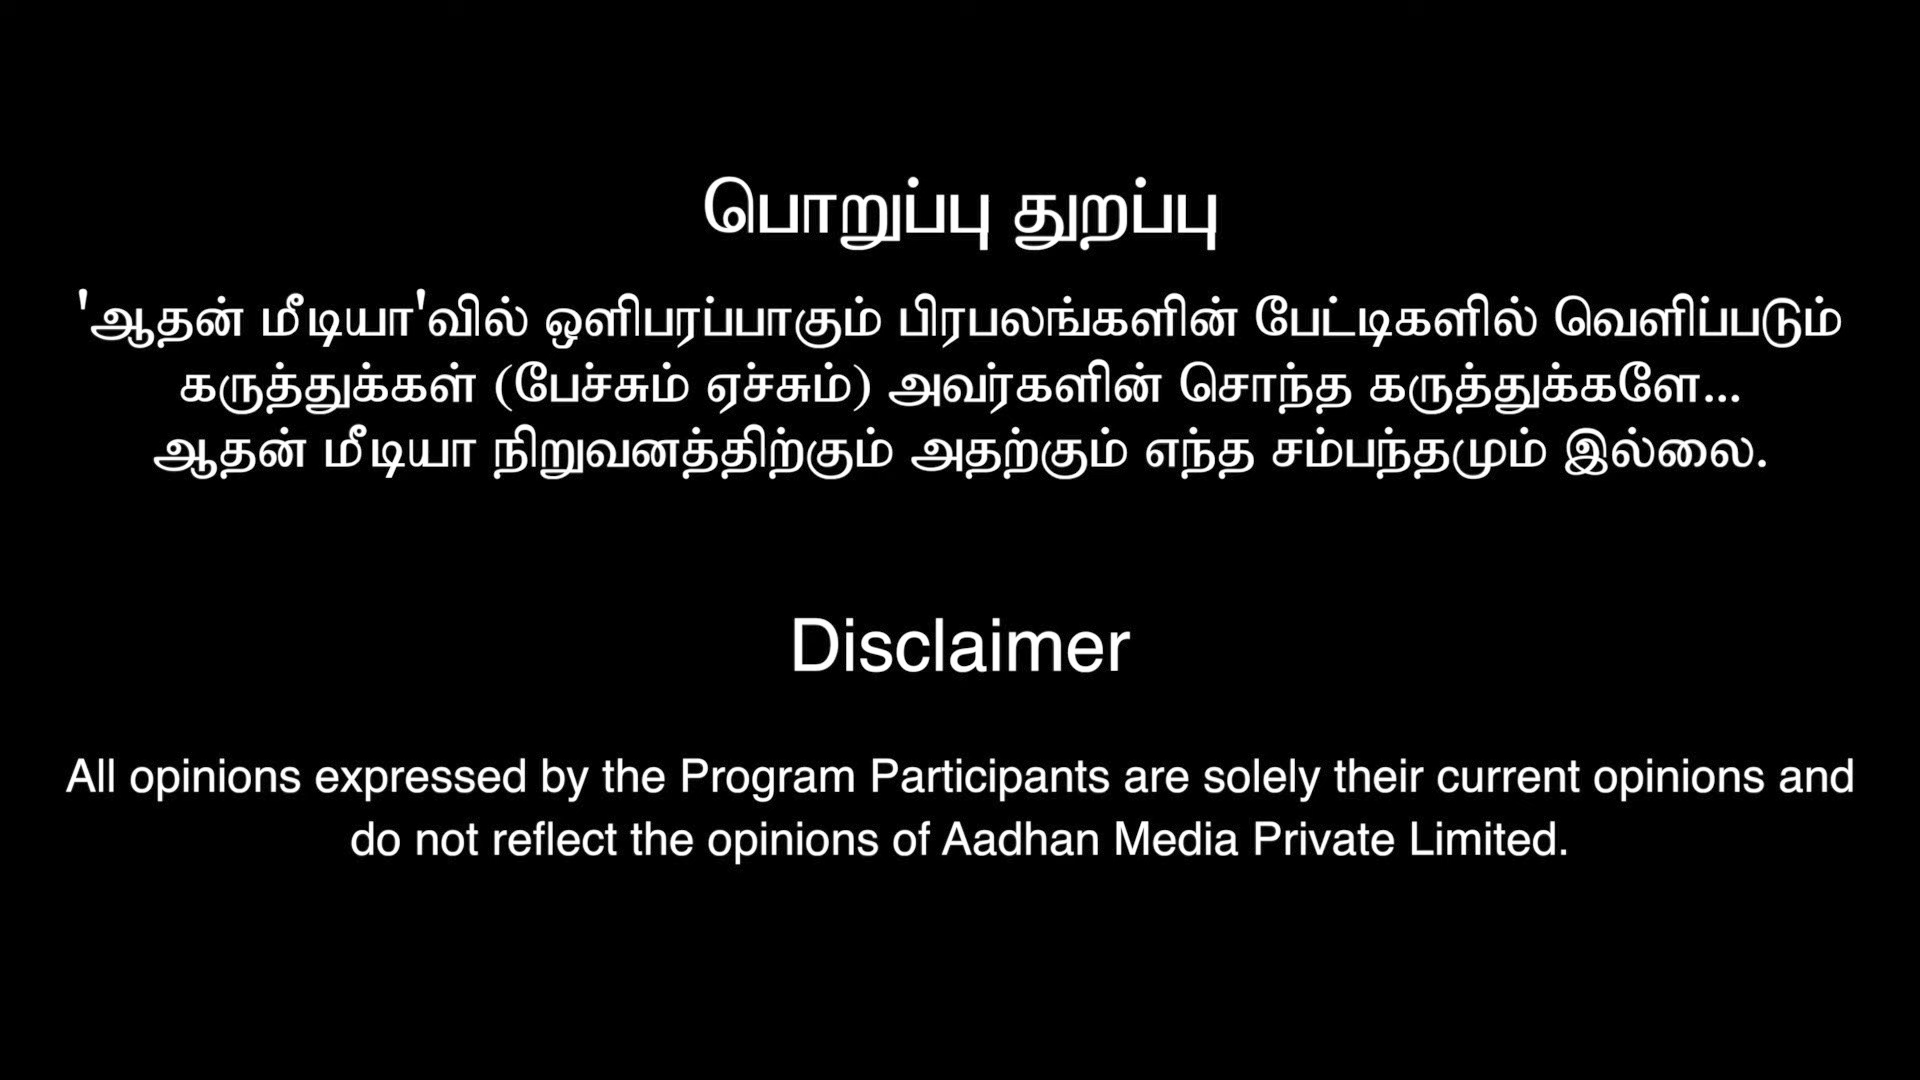 பொறுப்பு துறப்பு
'ஆதன் மீடியா'வில் ஒளிபரப்பாகும் பிரபலங்களின் பேட்டிகளில் வெளிப்படும்
கருத்துக்கள் (பேச்சும் ஏச்சும்) அவர்களின் சொந்த கருத்துக்களே...
ஆதன் மீடியா நிறுவனத்திற்கும் அதற்கும் எந்த சம்பந்தமும் இல்லை.
Disclaimer
All opinions expressed by the Program Participants are solely their current opinions and
do not reflect the opinions of Aadhan Media Private Limited.